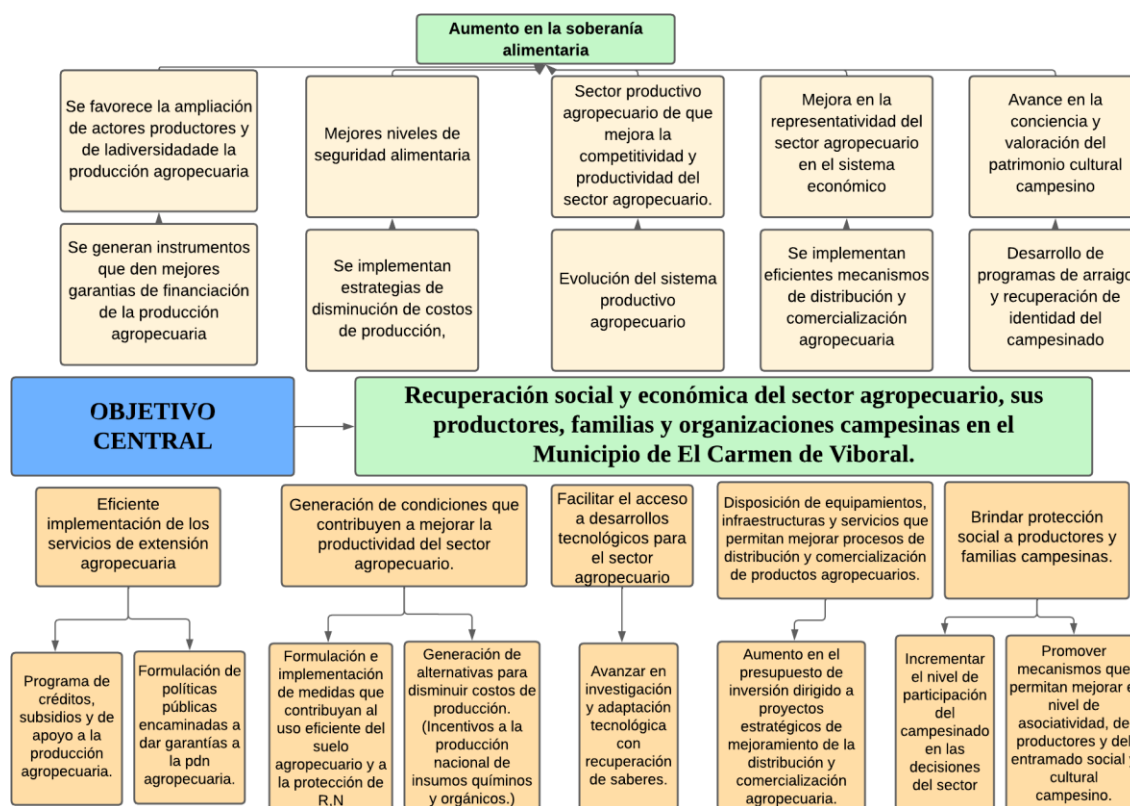 Aumento en la soberanía
alimentaria
Se favorece la ampliación
de actores productores y
de ladiversidadade la
producción agropecuaria
Mejores niveles de
seguridad alimentaria
Sector productivo
agropecuario de que
mejora la
competitividad y
productividad del
sector agropecuario.
Mejora en la
representatividad del
sector agropecuario
en el sistema
económico
Avance en la
conciencia y
valoración del
patrimonio cultural
campesino
Se generan instrumentos
que den mejores
garantias de financiación
de la producción
agropecuaria
Se implementan
estrategias de
disminución de costos
de producción,
Evolución del sistema
productivo
agropecuario
Se implementan
eficientes mecanismos
de distribución y
comercialización
agropecuaria
Desarrollo de
programas de arraigo
y recuperación de
identidad del
campesinado
OBJETIVO
CENTRAL
Recuperación social y económica del sector agropecuario, sus
productores, familias y organizaciones campesinas en el
Municipio de El Carmen de Viboral.
Eficiente
implementación de los
servicios de extensión
agropecuaria
Generación de condiciones que
contribuyen a mejorar la
productividad del sector
agropecuario.
Facilitar el acceso
a desarrollos
tecnológicos para
el sector
agropecuario
Disposición de equipamientos,
infraestructuras y servicios que
permitan mejorar procesos de
distribución y comercialización
de productos agropecuarios.
Brindar protección
social a productores y
familias campesinas.
Programa de
créditos,
subsidios y de
apoyo a la
producción
agropecuaria.
Formulación de
políticas
públicas
encaminadas a
dar garantías a
la pdn
agropecuaria.
Formulación e
implementación de
medidas que
contribuyan al
uso eficiente del
suelo
agropecuario y a
la protección de
R,N
Generación de
alternativas para
disminuir costos de
producción.
(Incentivos a la
producción
nacional de
insumos químinos
y orgánicos.)
Avanzar en
investigación
y adaptación
tecnológica
con
recuperación
de saberes.
Aumento en el
presupuesto de
inversión dirigido a
proyectos
estratégicos de
mejoramiento de la
distribución y
comercialización
agropecuaria.
Incrementar
el nivel de
participación
del
campesinado
en las
decisiones
del sector
Promover
mecanismos que
permitan mejorar el
nivel de
asociatividad, de
productores y del
entramado social y
cultural
campesino.